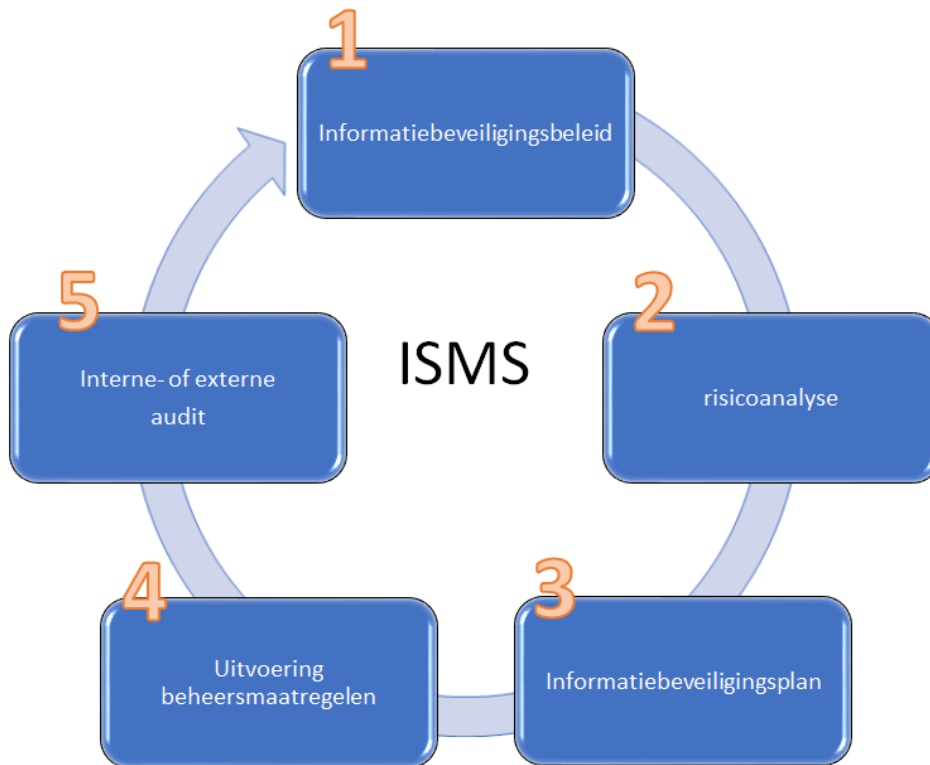 1
Informatiebeveiligingsbeleid
2
risicoanalyse
3
Informatiebeveiligingsplan
4
Uitvoering
beheersmaatregelen
5
Interne- of externe
audit
ISMS